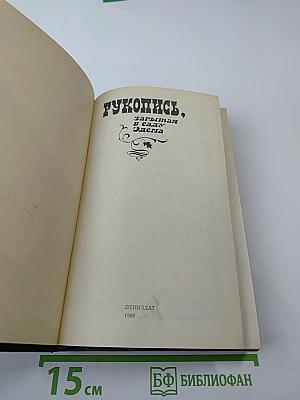 РУКОПИСЬ,
зарытая
в саду
Эдема
ЛЕНИЗДАТ
1989
15 см
БФ БИБЛИОФАН